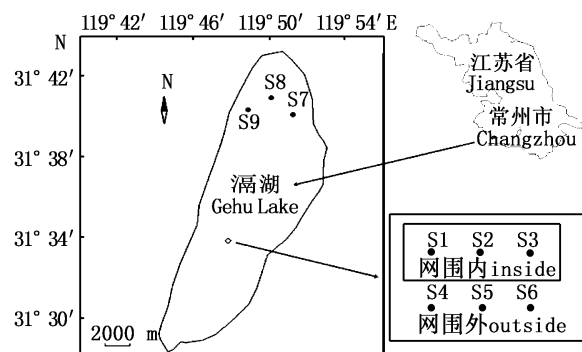 119°42′ 119°46′ 119°50′ 119°54′ E
N
31°42′
31°38′
31°34′
31°30′
N
S8
S9 S7
滆湖
Gehu Lake
2000 m
江苏省
Jiangsu
常州市
Changzhou
S1 S2 S3
网围内inside
S4 S5 S6
网围外outside